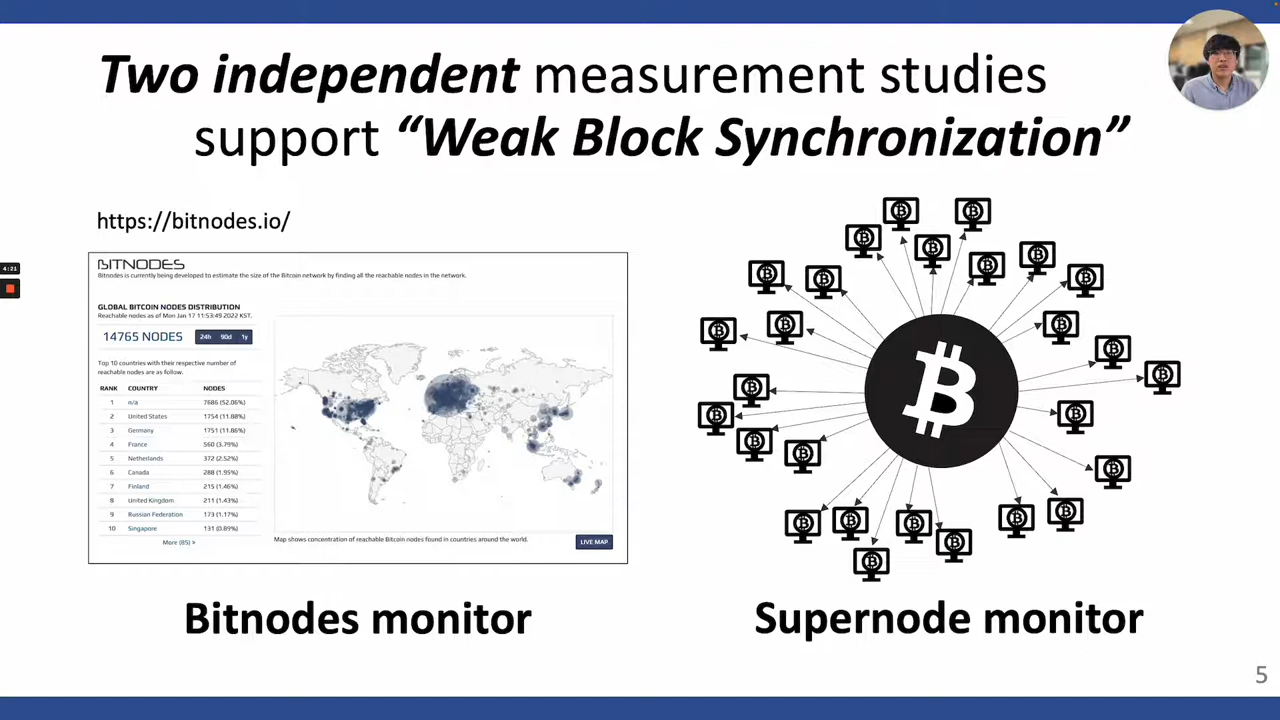 Two independent measurement studies
support “Weak Block Synchronization”
https://bitnodes.io/
4:21
BITNODES
Bitnodes is currently being developed to estimate the size of the Bitcoin network by finding all the reachable nodes in the network.
GLOBAL BITCOIN NODES DISTRIBUTION
Reachable nodes as of Mon Jan 17 11:53:49 2022 KST.
14765 NODES
24h 90d 1y
Top 10 countries with their respective number of
reachable nodes are as follow.
RANK COUNTRY NODES
1 n/a 7686 (52.06%)
2 United States 1754 (11.88%)
3 Germany 1751 (11.86%)
4 France 560 (3.79%)
5 Netherlands 372 (2.52%)
6 Canada 288 (1.95%)
7 Finland 215 (1.46%)
8 United Kingdom 211 (1.43%)
9 Russian Federation 173 (1.17%)
10 Singapore 131 (0.89%)
More (85) >
Map shows concentration of reachable Bitcoin nodes found in countries around the world.
LIVE MAP
Bitnodes monitor
Supernode monitor
5